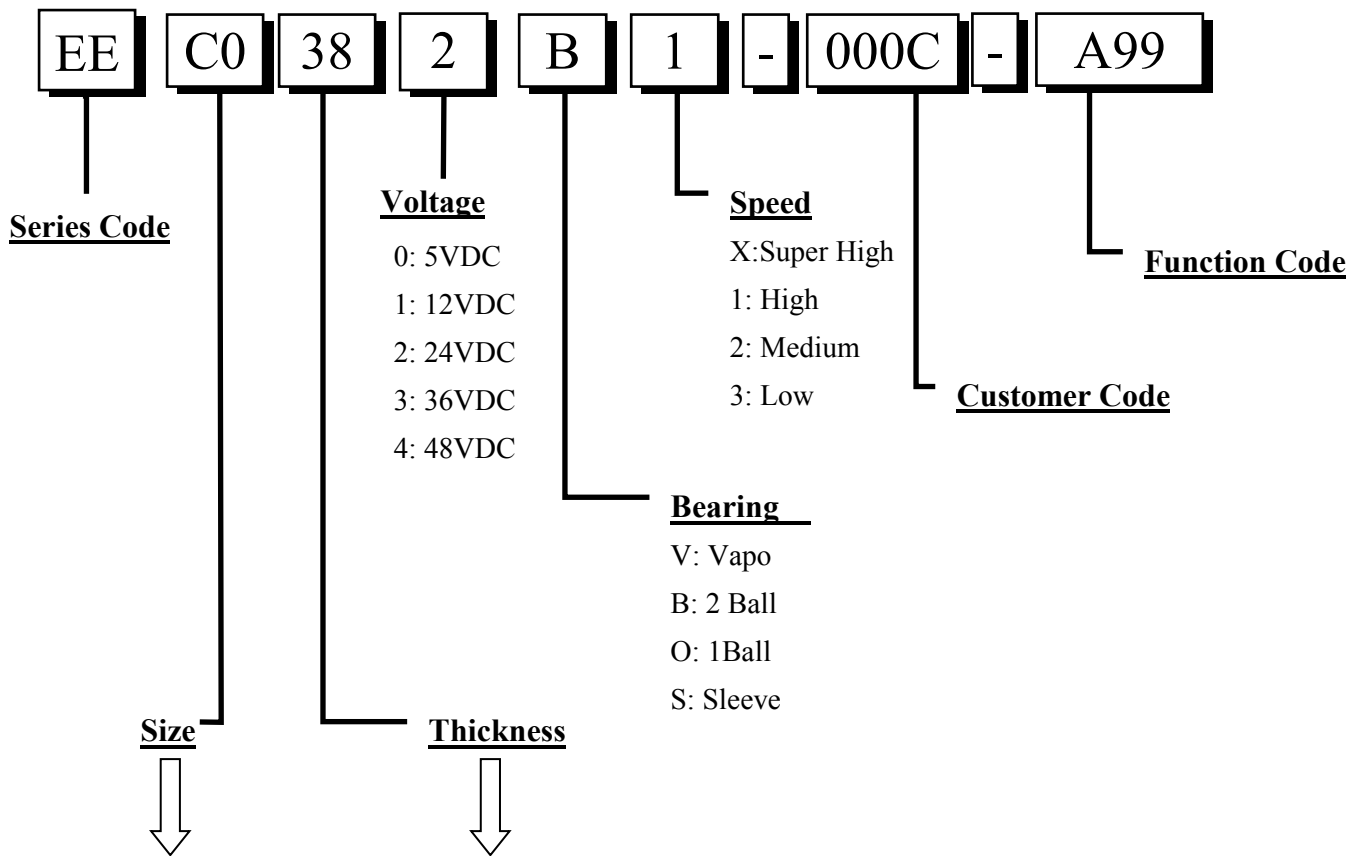 EE C0 38 2 B 1 - 000C - A99
Series Code
Voltage
0: 5VDC
1: 12VDC
2: 24VDC
3: 36VDC
4: 48VDC
Speed
X:Super High
1: High
2: Medium
3: Low
Function Code
Customer Code
Bearing
V: Vapo
B: 2 Ball
O: 1Ball
S: Sleeve
Size
Thickness